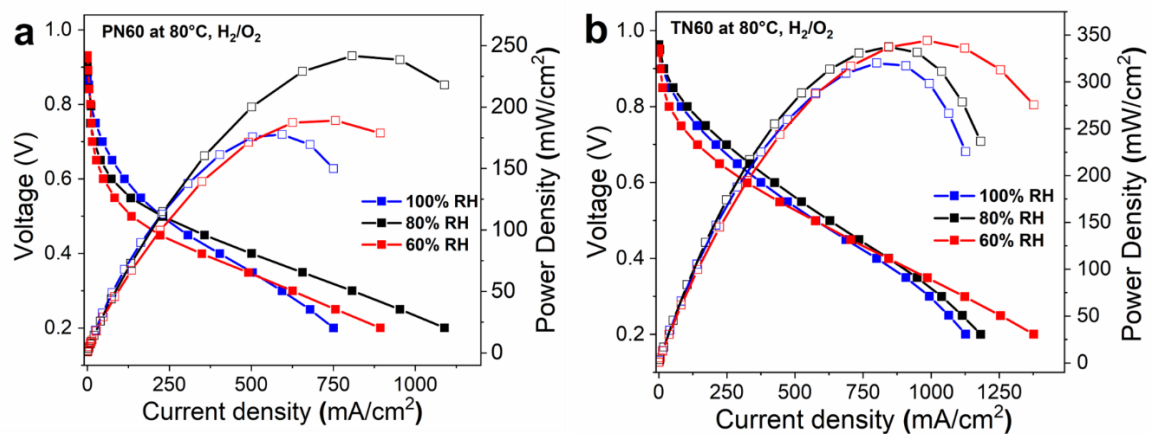 a
PN60 at 80°C, H₂/O₂
1.0
0.8
0.6
0.4
0.2
Voltage (V)
0
250
500
750
1000
Current density (mA/cm²)
250
200
150
100
50
0
Power Density (mW/cm²)
100% RH
80% RH
60% RH
b
TN60 at 80°C, H₂/O₂
1.0
0.8
0.6
0.4
0.2
Voltage (V)
0
250
500
750
1000
1250
Current density (mA/cm²)
350
300
250
200
150
100
50
0
Power Density (mW/cm²)
100% RH
80% RH
60% RH